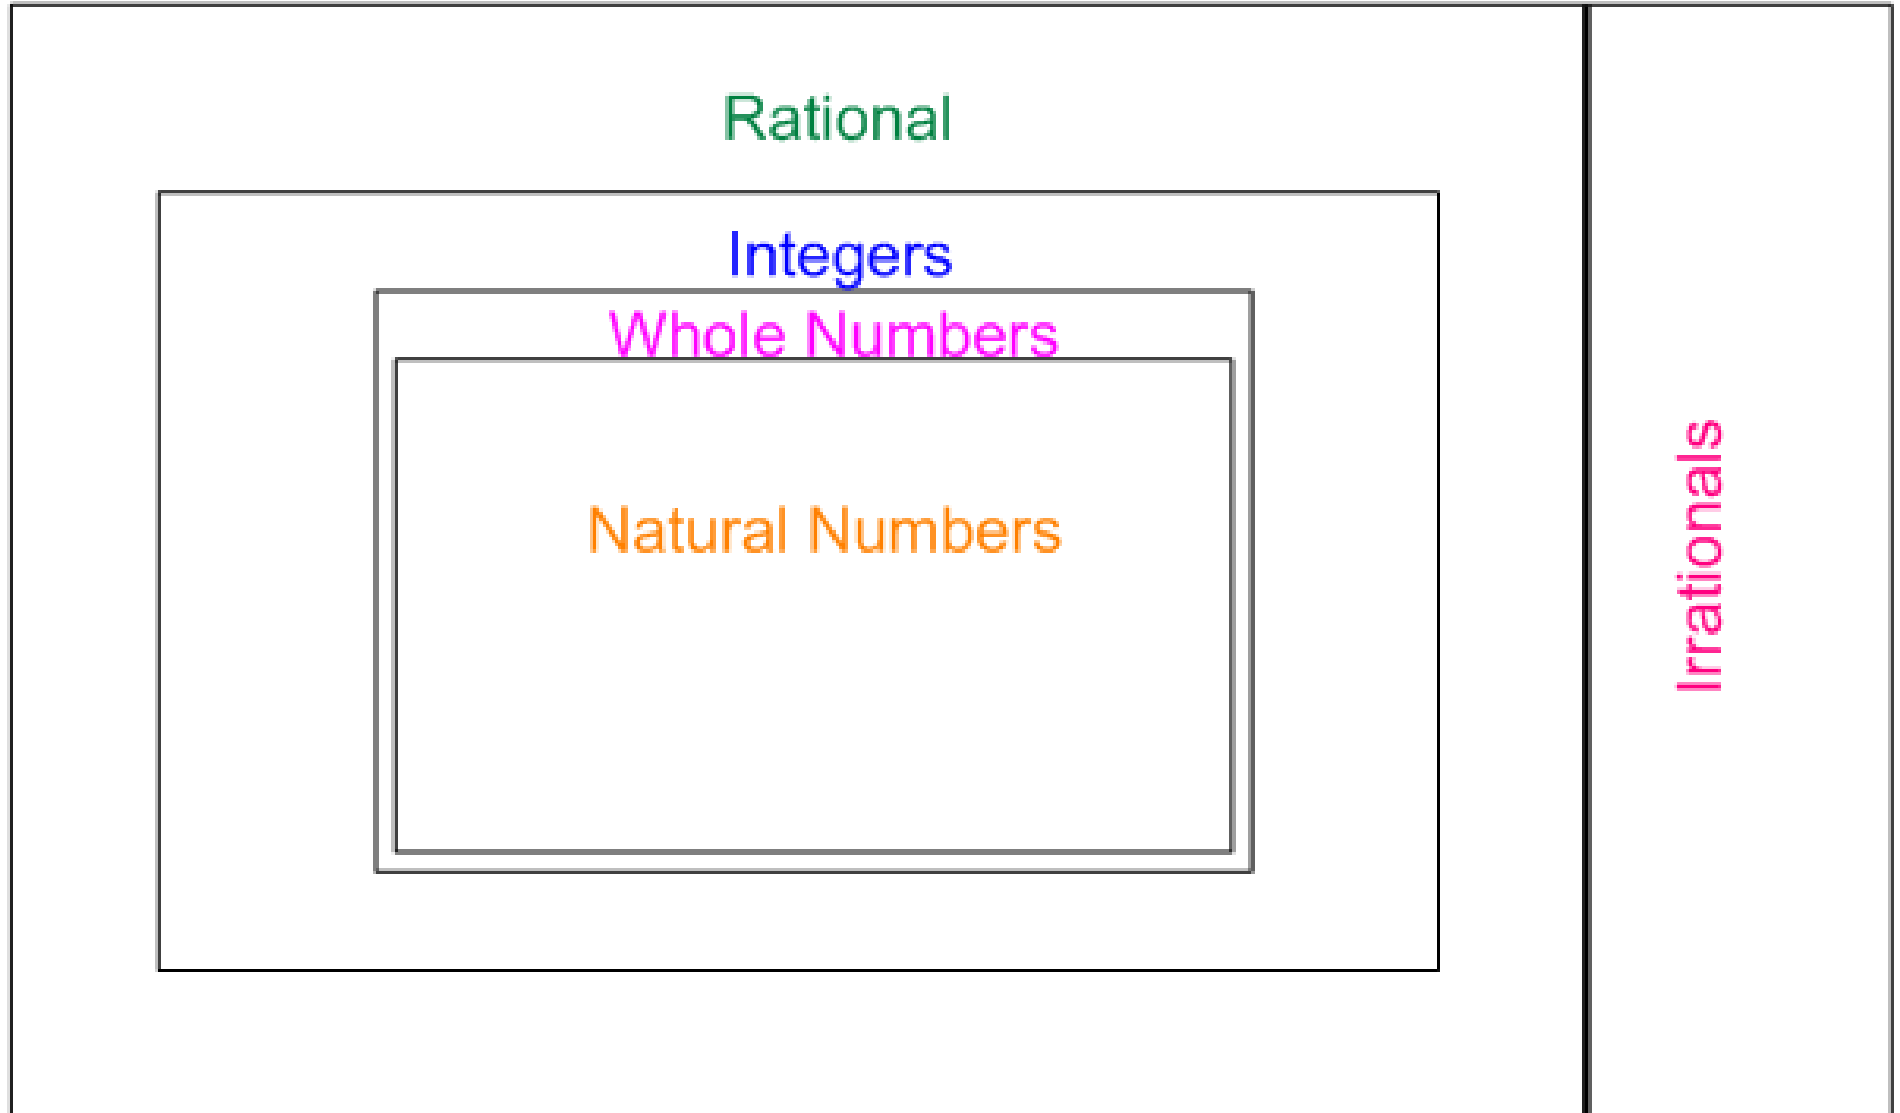 Rational
Integers
Whole Numbers
Natural Numbers
Irrationals